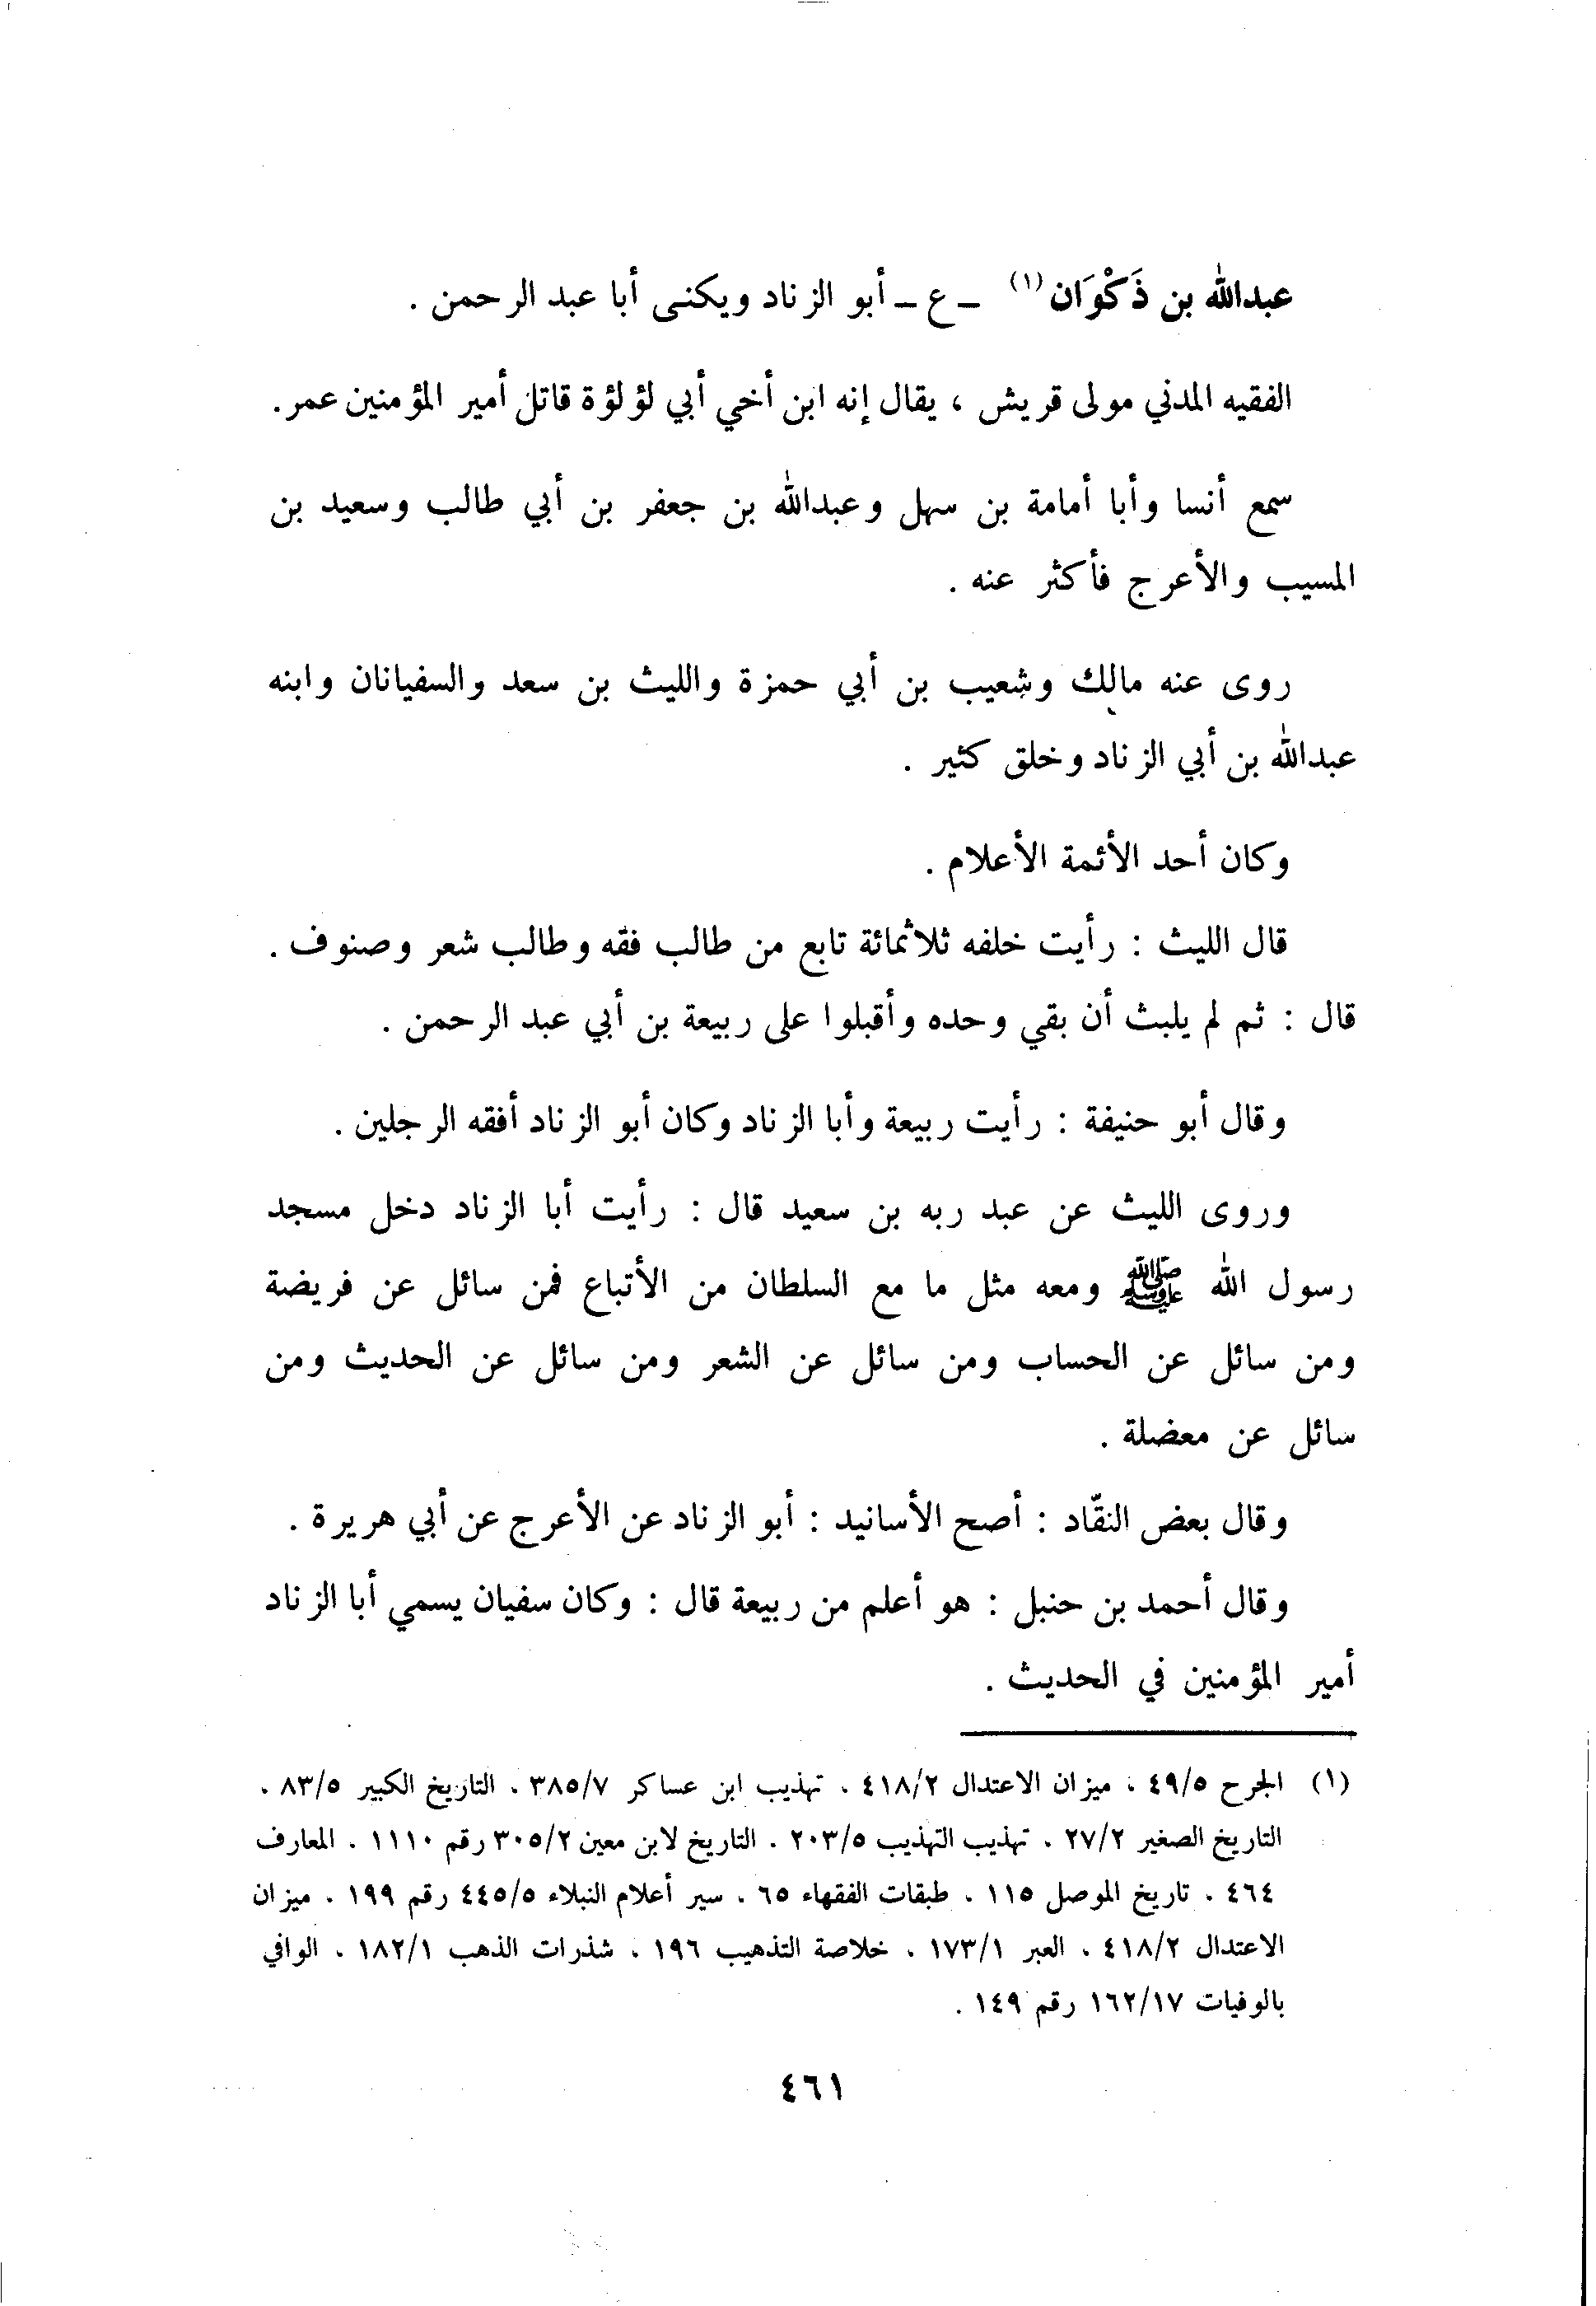 عبدالله بن ذَكْوَان (١) ـ ع ـ أبو الزناد ويكنى أبا عبد الرحمن .
الفقيه المدني مولى قريش ، يقال إنه ابن أخي أبي لؤلؤة قاتل أمير المؤمنين عمر.
سمع أنسا وأبا أمامة بن سهل وعبدالله بن جعفر بن أبي طالب وسعيد بن
المسيب والأعرج فأكثر عنه .
روى عنه مالك وشعيب بن أبي حمزة والليث بن سعد والسفيانان وابنه
عبدالله بن أبي الزناد وخلق كثير .
وكان أحد الأئمة الأعلام .
قال الليث : رأيت خلفه ثلاثمائة تابع من طالب فقه وطالب شعر وصنوف .
قال : ثم لم يلبث أن بقي وحده وأقبلوا على ربيعة بن أبي عبد الرحمن .
وقال أبو حنيفة : رأيت ربيعة وأبا الزناد وكان أبو الزناد أفقه الرجلين .
وروى الليث عن عبد ربه بن سعيد قال : رأيت أبا الزناد دخل مسجد
رسول الله ﷺ ومعه مثل ما مع السلطان من الأتباع فمن سائل عن فريضة
ومن سائل عن الحساب ومن سائل عن الشعر ومن سائل عن الحديث ومن
سائل عن معضلة .
وقال بعض النقّاد : أصح الأسانيد : أبو الزناد عن الأعرج عن أبي هريرة .
وقال أحمد بن حنبل : هو أعلم من ربيعة قال : وكان سفيان يسمي أبا الزناد
أمير المؤمنين في الحديث .
(١) الجرح ٤٩/٥ . ميزان الاعتدال ٤١٨/٢ . تهذيب ابن عساكر ٣٨٥/٧ . التاريخ الكبير ٨٣/٥ .
التاريخ الصغير ٢٧/٢ . تهذيب التهذيب ٢٠٣/٥ . التاريخ لابن معين ٣٠٥/٢ رقم ١١١٠ . المعارف
٤٦٤ . تاريخ الموصل ١١٥ . طبقات الفقهاء ٦٥ . سير أعلام النبلاء ٤٤٥/٥ رقم ١٩٩ . ميزان
الاعتدال ٤١٨/٢ . العبر ١٧٣/١ . خلاصة التذهيب ١٩٦ . شذرات الذهب ١٨٢/١ . الوافي
بالوفيات ١٦٢/١٧ رقم ١٤٩ .
٤٦١